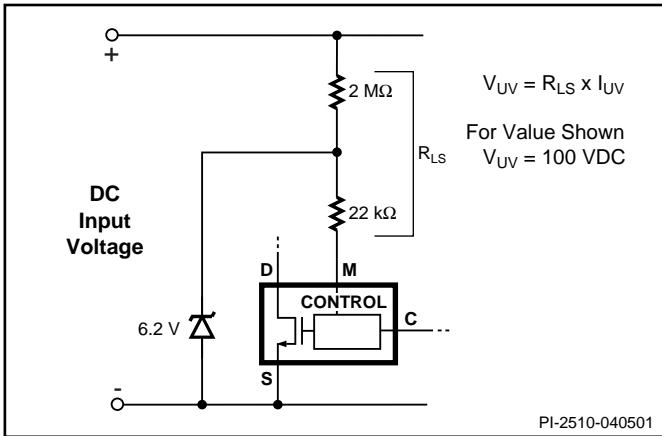 +
2 MΩ
V_UV = R_LS x I_UV
For Value Shown
V_UV = 100 VDC
R_LS
DC
Input
Voltage
22 kΩ
D
M
CONTROL
C
6.2 V
S
-
PI-2510-040501